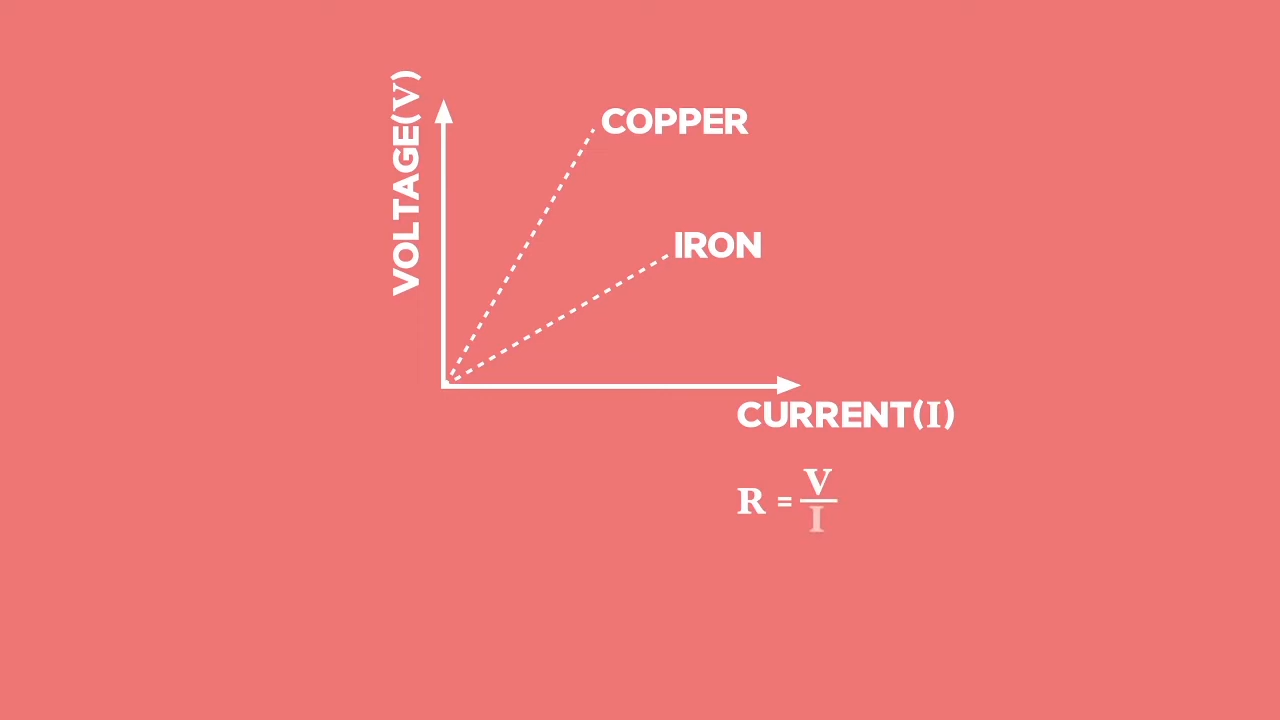 VOLTAGE(V)
COPPER
IRON
CURRENT(I)
R = V
I